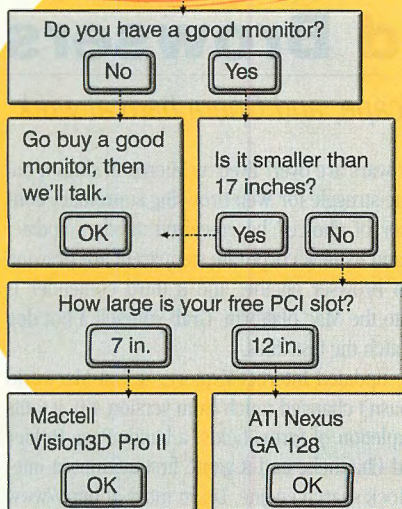 Do you have a good monitor?
No
Yes
Go buy a good
monitor, then
we'll talk.
OK
Is it smaller than
17 inches?
Yes
No
How large is your free PCI slot?
7 in.
12 in.
Mactell
Vision3D Pro II
OK
ATI Nexus
GA 128
OK